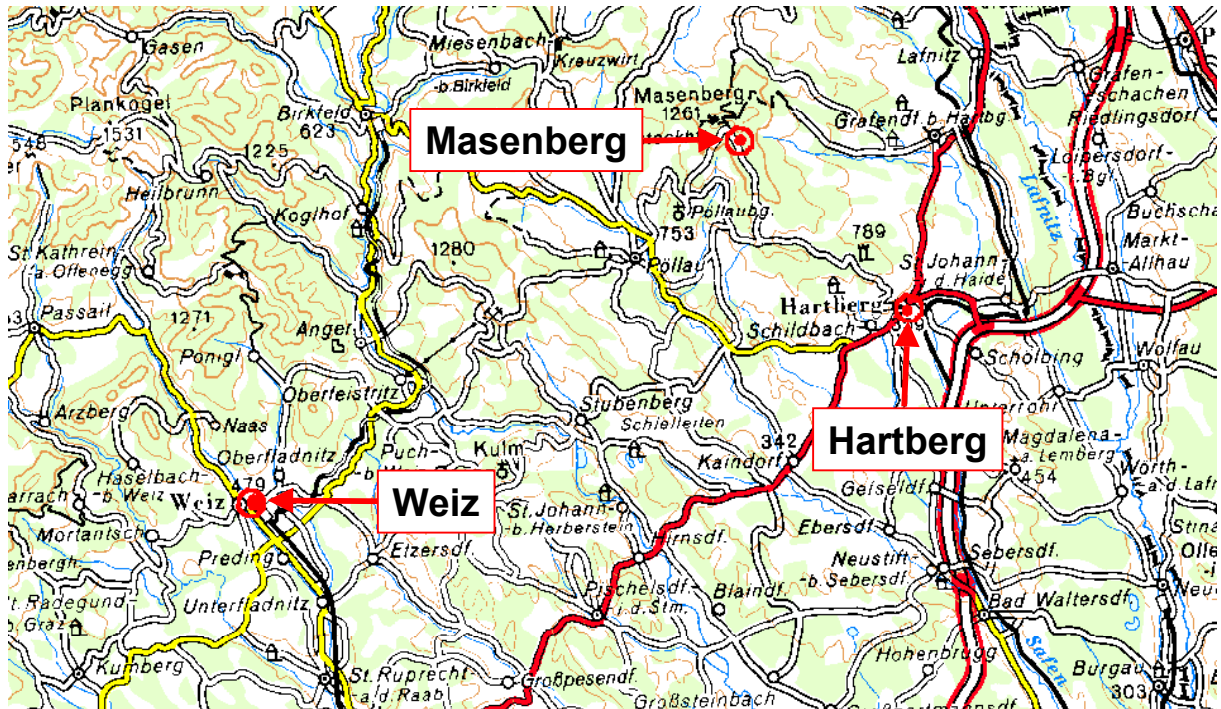 Gasen
Miesenbach-
-b.Birkfeld
Kreuzwirt
Lafnitz
Grafen-
schachen
Riedlingsdorf
Loipersdorf-
-i.Bgl.
Buchscha
Markt-
Allhau
Plankogel
1531
548
1225
Heilbrunn
Birkfeld
623
Masenberg
1261
Masenberg
Grafendf.b.Hartbg.
Lafnitz
Koglhof
Pöllaubg.
753
Pöllau
789
St.Johann-
d.Haide
Hartberg
Schildbach
St.Kathrein-
a.Offenegg
1280
Passail
1271
Anger
Ponigl
Oberfeistritz
Schölbing
Wolfau
Arzberg
Naas
Stubenberg
Schielleiten
Hartberg
Unterrohr
Magdalena-
a.Lemberg
454
Wörth-
-a.d.Lafn
Oberfladnitz
Puch-
Kulm
342
Kaindorf
Geiseldf.
Haselbach-
-b.Weiz
479
Weiz
Weiz
St.Johann-
-b.Herberstein
Ebersdf.
Mortantsch
Hirnsdf.
Neustift-
-b.Sebersdf.
Sebersdf.
Preding
Etzersdf.
Pischelsdf.-
i.d.Stm.
Blaindf.
Bad Waltersdf.
t.Radegund-
b.Graz
Unterfladnitz
Safen
Kumberg
St.Ruprecht-
-a.d.Raab
Großpesendf.
Großsteinbach
Hohenbrugg
Burgau
303